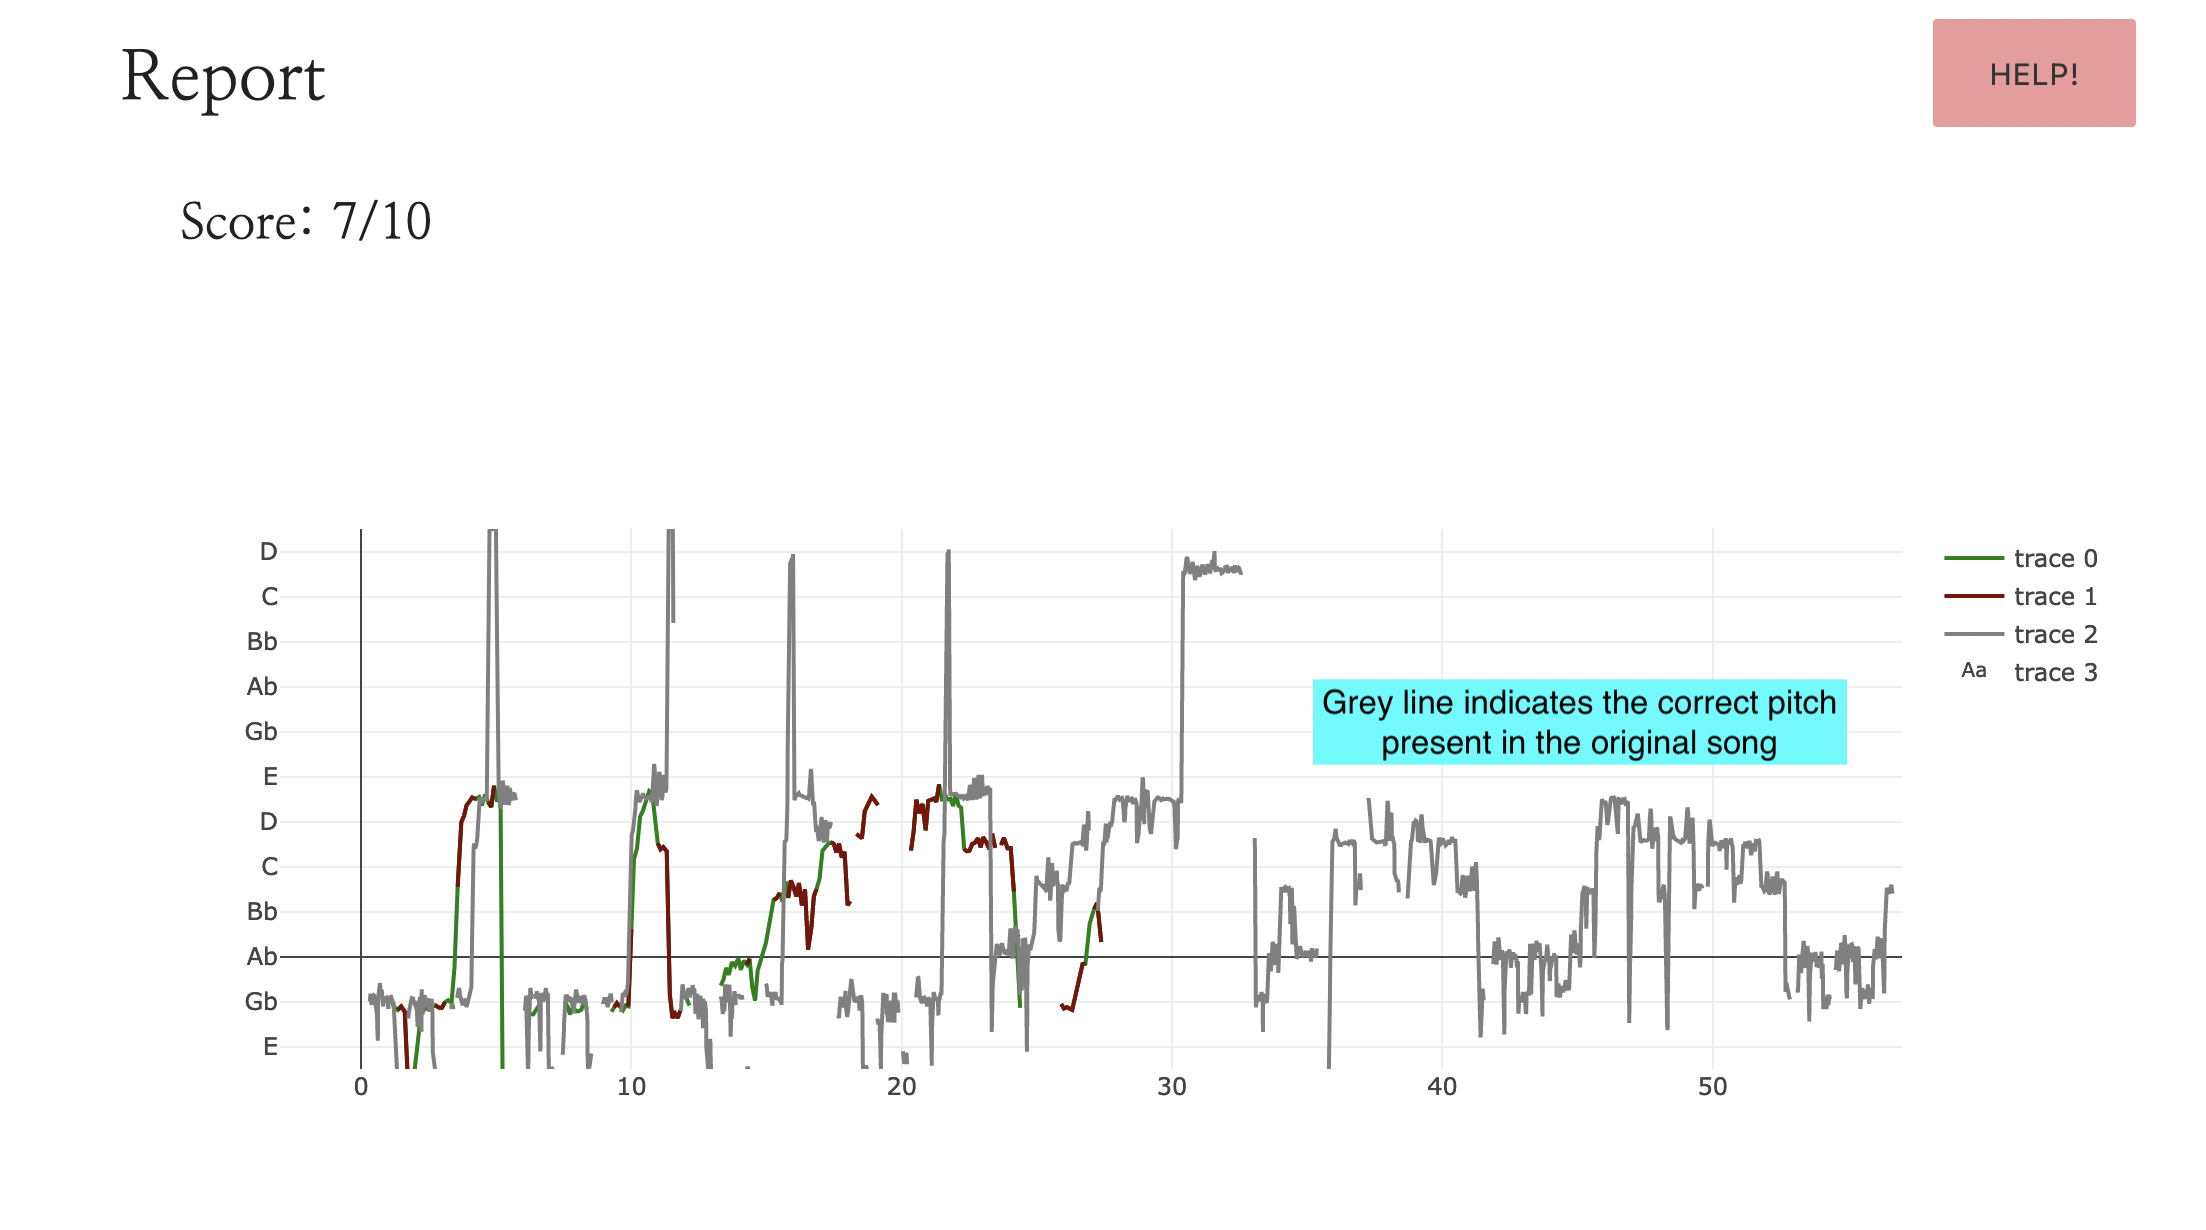 Report
HELP!
Score: 7/10
D
C
Bb
Ab
Gb
E
D
C
Bb
Ab
Gb
E
0
10
20
30
40
50
Grey line indicates the correct pitch
present in the original song
trace 0
trace 1
trace 2
Aa trace 3